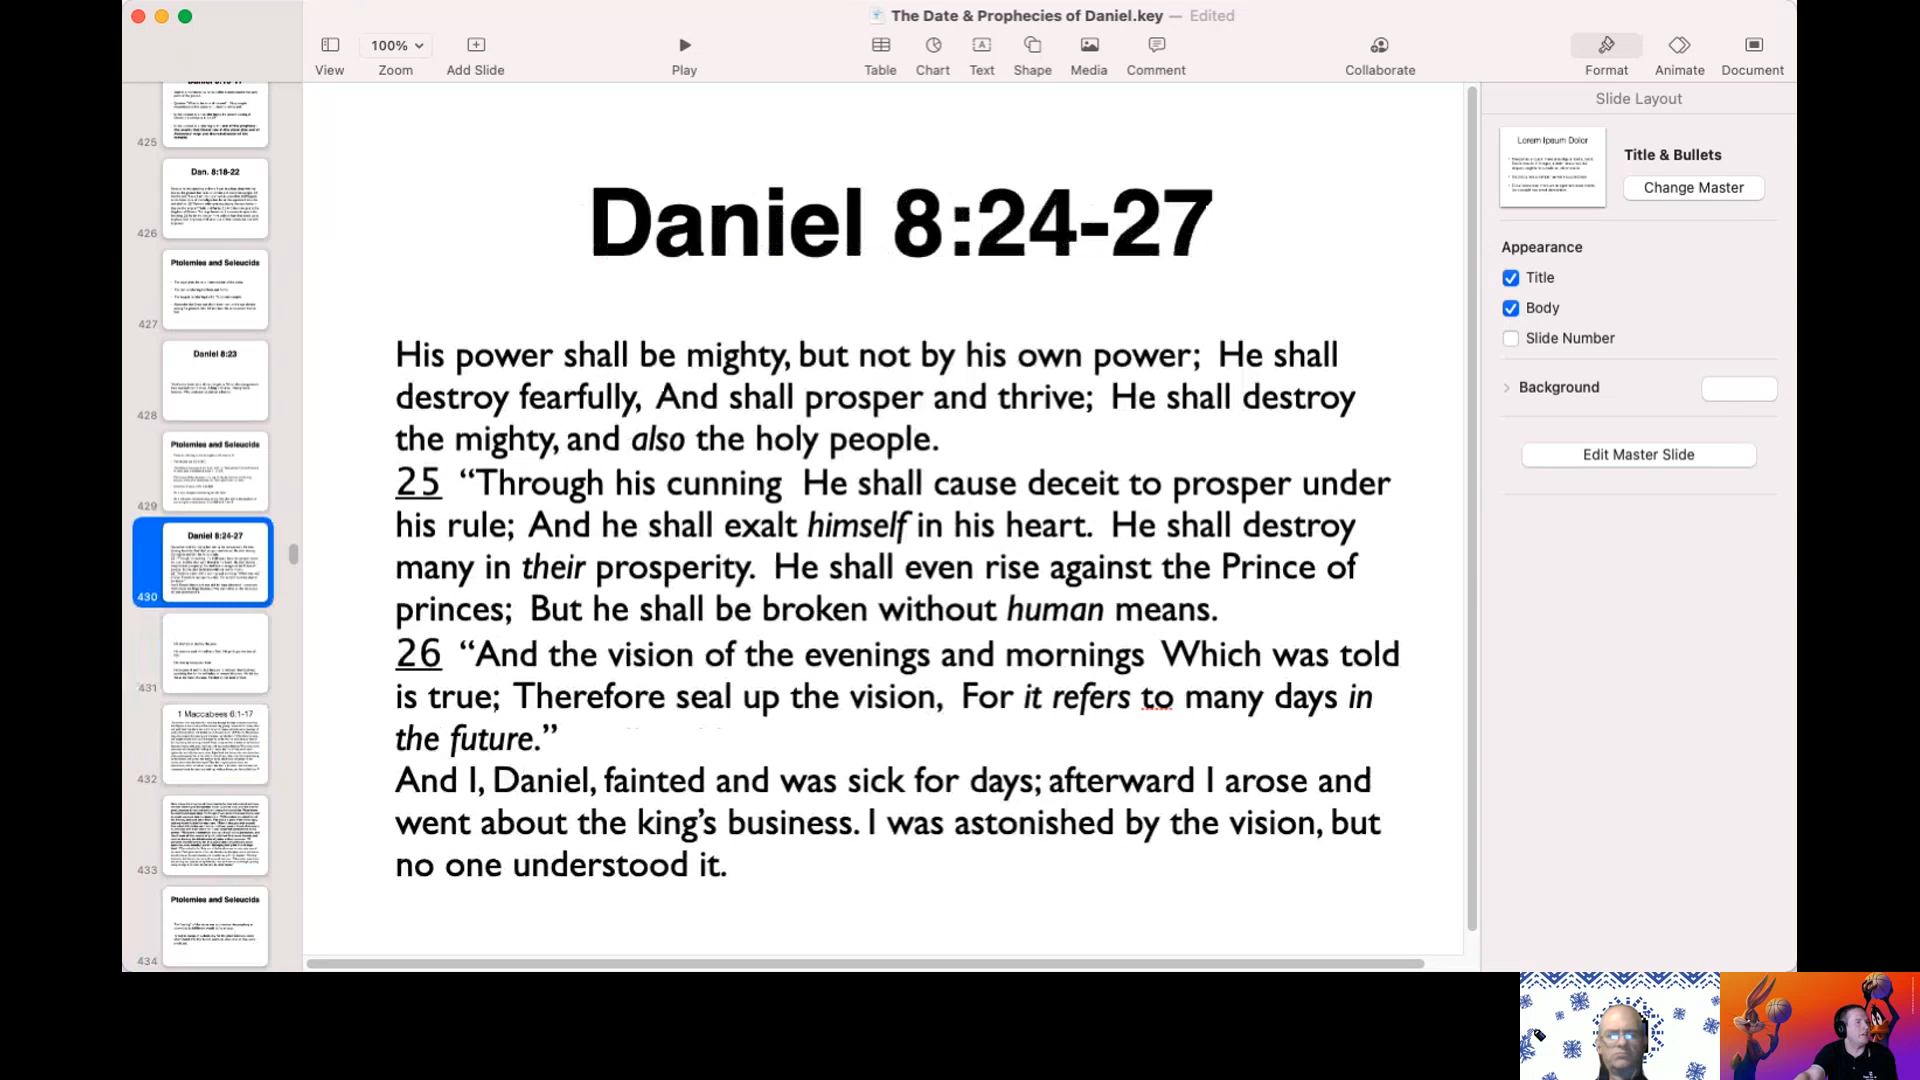 The Date & Prophecies of Daniel.key — Edited
100%
View
Zoom
Add Slide
Play
Table
Chart
Text
Shape
Media
Comment
Collaborate
Format
Animate
Document
425
Dan. 8:18-22
426
Ptolemies and Seleucids
427
Daniel 8:23
428
Ptolemies and Seleucids
429
Daniel 8:24-27
430
431
1 Maccabees 6:1-17
432
433
Ptolemies and Seleucids
434
Daniel 8:24-27
His power shall be mighty, but not by his own power; He shall
destroy fearfully, And shall prosper and thrive; He shall destroy
the mighty, and also the holy people.
25 “Through his cunning He shall cause deceit to prosper under
his rule; And he shall exalt himself in his heart. He shall destroy
many in their prosperity. He shall even rise against the Prince of
princes; But he shall be broken without human means.
26 “And the vision of the evenings and mornings Which was told
is true; Therefore seal up the vision, For it refers to many days in
the future.”
And I, Daniel, fainted and was sick for days; afterward I arose and
went about the king’s business. I was astonished by the vision, but
no one understood it.
Slide Layout
Lorem Ipsum Dolor
Title & Bullets
Change Master
Appearance
Title
Body
Slide Number
Background
Edit Master Slide